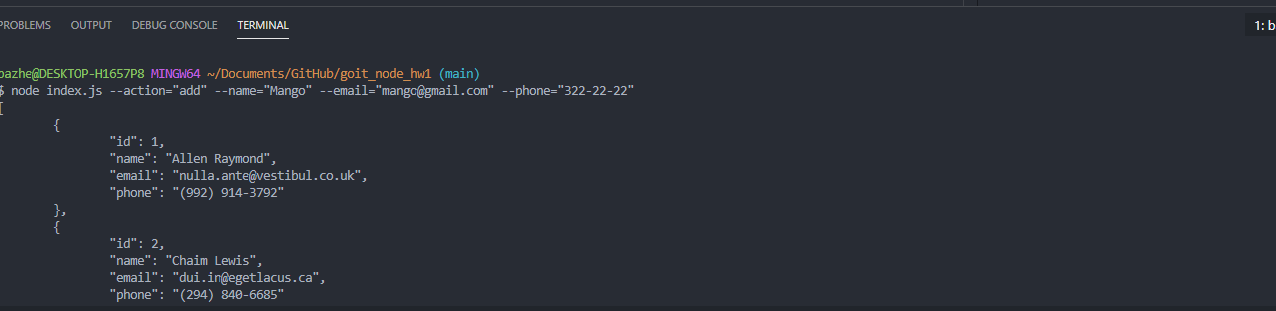 PROBLEMS OUTPUT DEBUG CONSOLE TERMINAL 1: b
pazhe@DESKTOP-H1657P8 MINGW64 ~/Documents/GitHub/goit_node_hw1 (main)
$ node index.js --action="add" --name="Mango" --email="mango@gmail.com" --phone="322-22-22"
[
{
"id": 1,
"name": "Allen Raymond",
"email": "nulla.ante@vestibul.co.uk",
"phone": "(992) 914-3792"
},
{
"id": 2,
"name": "Chaim Lewis",
"email": "dui.in@egetlacus.ca",
"phone": "(294) 840-6685"